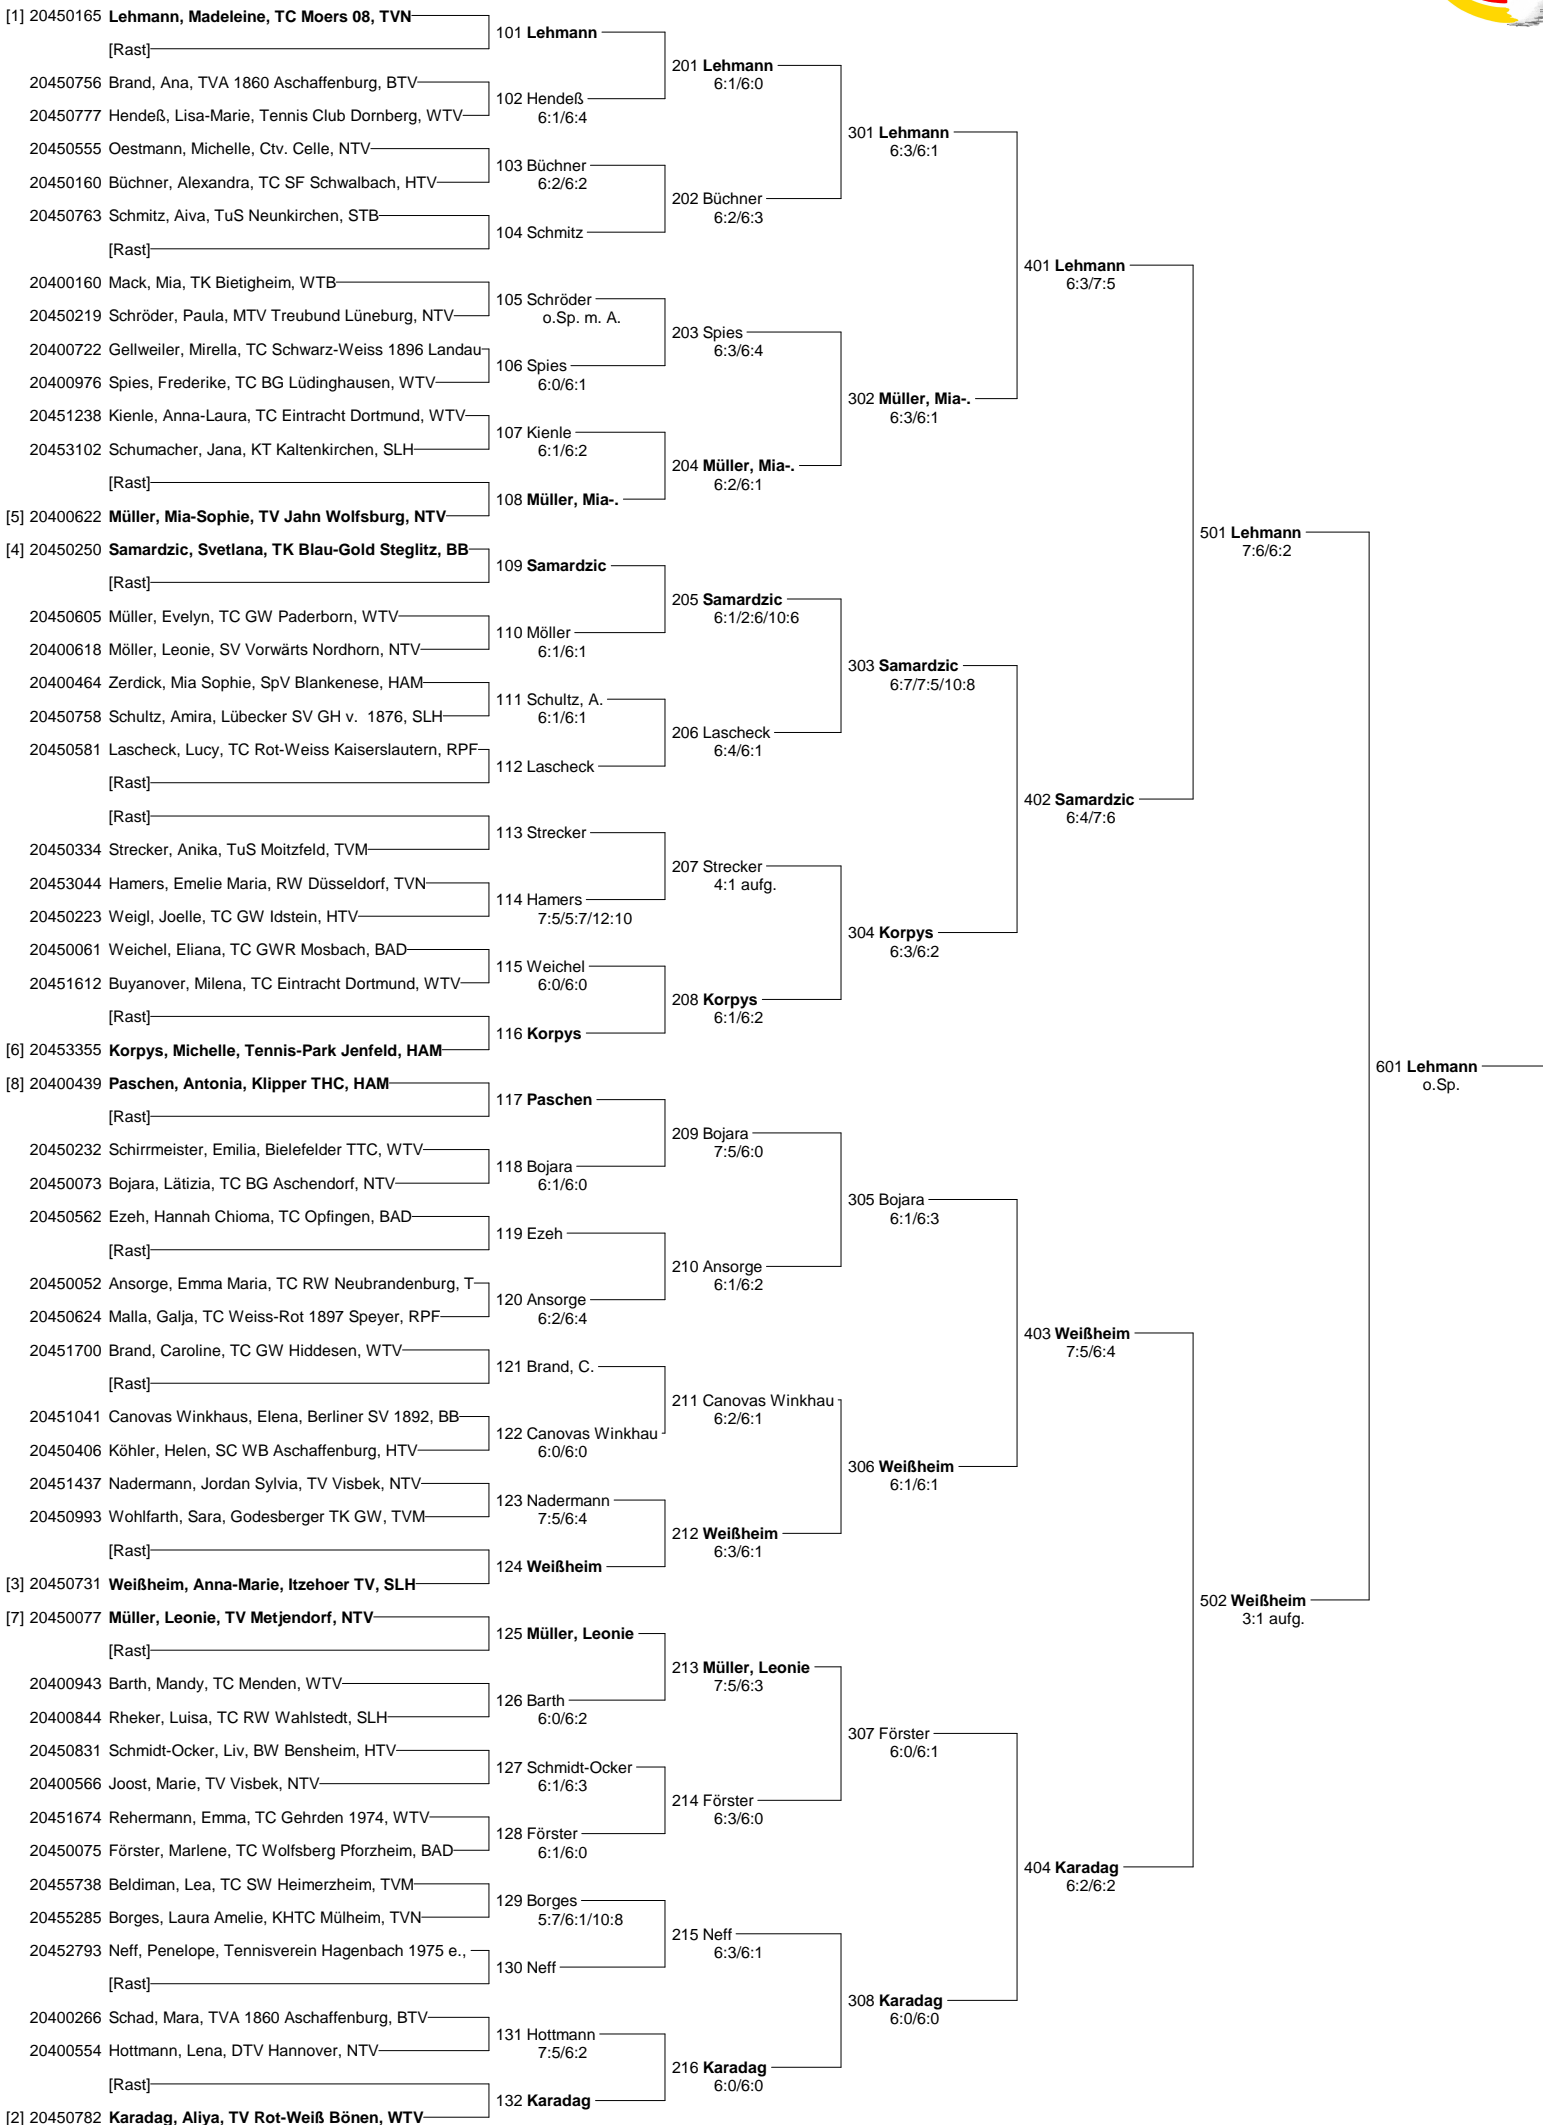 [1] 20450165 Lehmann, Madeleine, TC Moers 08, TVN
101 Lehmann
[Rast]
201 Lehmann
6:1/6:0
20450756 Brand, Ana, TVA 1860 Aschaffenburg, BTV
102 Hendeß
6:1/6:4
20450777 Hendeß, Lisa-Marie, Tennis Club Dornberg, WTV
301 Lehmann
6:3/6:1
20450555 Oestmann, Michelle, Ctv. Celle, NTV
103 Büchner
6:2/6:2
20450160 Büchner, Alexandra, TC SF Schwalbach, HTV
202 Büchner
6:2/6:3
20450763 Schmitz, Aiva, TuS Neunkirchen, STB
104 Schmitz
[Rast]
401 Lehmann
6:3/7:5
20400160 Mack, Mia, TK Bietigheim, WTB
105 Schröder
o.Sp. m. A.
20450219 Schröder, Paula, MTV Treubund Lüneburg, NTV
203 Spies
6:3/6:4
20400722 Gellweiler, Mirella, TC Schwarz-Weiss 1896 Landau
106 Spies
6:0/6:1
20400976 Spies, Frederike, TC BG Lüdinghausen, WTV
302 Müller, Mia-.
6:3/6:1
20451238 Kienle, Anna-Laura, TC Eintracht Dortmund, WTV
107 Kienle
6:1/6:2
20453102 Schumacher, Jana, KT Kaltenkirchen, SLH
204 Müller, Mia-.
6:2/6:1
[Rast]
108 Müller, Mia-.
[5] 20400622 Müller, Mia-Sophie, TV Jahn Wolfsburg, NTV
501 Lehmann
7:6/6:2
[4] 20450250 Samardzic, Svetlana, TK Blau-Gold Steglitz, BB
109 Samardzic
[Rast]
205 Samardzic
6:1/2:6/10:6
20450605 Müller, Evelyn, TC GW Paderborn, WTV
110 Möller
6:1/6:1
20400618 Möller, Leonie, SV Vorwärts Nordhorn, NTV
303 Samardzic
6:7/7:5/10:8
20400464 Zerdick, Mia Sophie, SpV Blankenese, HAM
111 Schultz, A.
6:1/6:1
20450758 Schultz, Amira, Lübecker SV GH v. 1876, SLH
206 Lascheck
6:4/6:1
20450581 Lascheck, Lucy, TC Rot-Weiss Kaiserslautern, RPF
112 Lascheck
[Rast]
402 Samardzic
6:4/7:6
[Rast]
113 Strecker
20450334 Strecker, Anika, TuS Moitzfeld, TVM
207 Strecker
4:1 aufg.
20453044 Hamers, Emelie Maria, RW Düsseldorf, TVN
114 Hamers
7:5/5:7/12:10
20450223 Weigl, Joelle, TC GW Idstein, HTV
304 Korpys
6:3/6:2
20450061 Weichel, Eliana, TC GWR Mosbach, BAD
115 Weichel
6:0/6:0
20451612 Buyanover, Milena, TC Eintracht Dortmund, WTV
208 Korpys
6:1/6:2
[Rast]
116 Korpys
[6] 20453355 Korpys, Michelle, Tennis-Park Jenfeld, HAM
601 Lehmann
o.Sp.
[8] 20400439 Paschen, Antonia, Klipper THC, HAM
117 Paschen
[Rast]
209 Bojara
7:5/6:0
20450232 Schirrmeister, Emilia, Bielefelder TTC, WTV
118 Bojara
6:1/6:0
20450073 Bojara, Lätizia, TC BG Aschendorf, NTV
305 Bojara
6:1/6:3
20450562 Ezeh, Hannah Chioma, TC Opfingen, BAD
119 Ezeh
[Rast]
210 Ansorge
6:1/6:2
20450052 Ansorge, Emma Maria, TC RW Neubrandenburg, T
120 Ansorge
6:2/6:4
20450624 Malla, Galja, TC Weiss-Rot 1897 Speyer, RPF
403 Weißheim
7:5/6:4
20451700 Brand, Caroline, TC GW Hiddesen, WTV
121 Brand, C.
[Rast]
211 Canovas Winkhau
6:2/6:1
20451041 Canovas Winkhaus, Elena, Berliner SV 1892, BB
122 Canovas Winkhau
6:0/6:0
20450406 Köhler, Helen, SC WB Aschaffenburg, HTV
306 Weißheim
6:1/6:1
20451437 Nadermann, Jordan Sylvia, TV Visbek, NTV
123 Nadermann
7:5/6:4
20450993 Wohlfarth, Sara, Godesberger TK GW, TVM
212 Weißheim
6:3/6:1
[Rast]
124 Weißheim
[3] 20450731 Weißheim, Anna-Marie, Itzehoer TV, SLH
502 Weißheim
3:1 aufg.
[7] 20450077 Müller, Leonie, TV Metjendorf, NTV
125 Müller, Leonie
[Rast]
213 Müller, Leonie
7:5/6:3
20400943 Barth, Mandy, TC Menden, WTV
126 Barth
6:0/6:2
20400844 Rheker, Luisa, TC RW Wahlstedt, SLH
307 Förster
6:0/6:1
20450831 Schmidt-Ocker, Liv, BW Bensheim, HTV
127 Schmidt-Ocker
6:1/6:3
20400566 Joost, Marie, TV Visbek, NTV
214 Förster
6:3/6:0
20451674 Rehermann, Emma, TC Gehrden 1974, WTV
128 Förster
6:1/6:0
20450075 Förster, Marlene, TC Wolfsberg Pforzheim, BAD
404 Karadag
6:2/6:2
20455738 Beldiman, Lea, TC SW Heimerzheim, TVM
129 Borges
5:7/6:1/10:8
20455285 Borges, Laura Amelie, KHTC Mülheim, TVN
215 Neff
6:3/6:1
20452793 Neff, Penelope, Tennisverein Hagenbach 1975 e.,
130 Neff
[Rast]
308 Karadag
6:0/6:0
20400266 Schad, Mara, TVA 1860 Aschaffenburg, BTV
131 Hottmann
7:5/6:2
20400554 Hottmann, Lena, DTV Hannover, NTV
216 Karadag
6:0/6:0
[Rast]
132 Karadag
[2] 20450782 Karadag, Aliya, TV Rot-Weiß Bönen, WTV